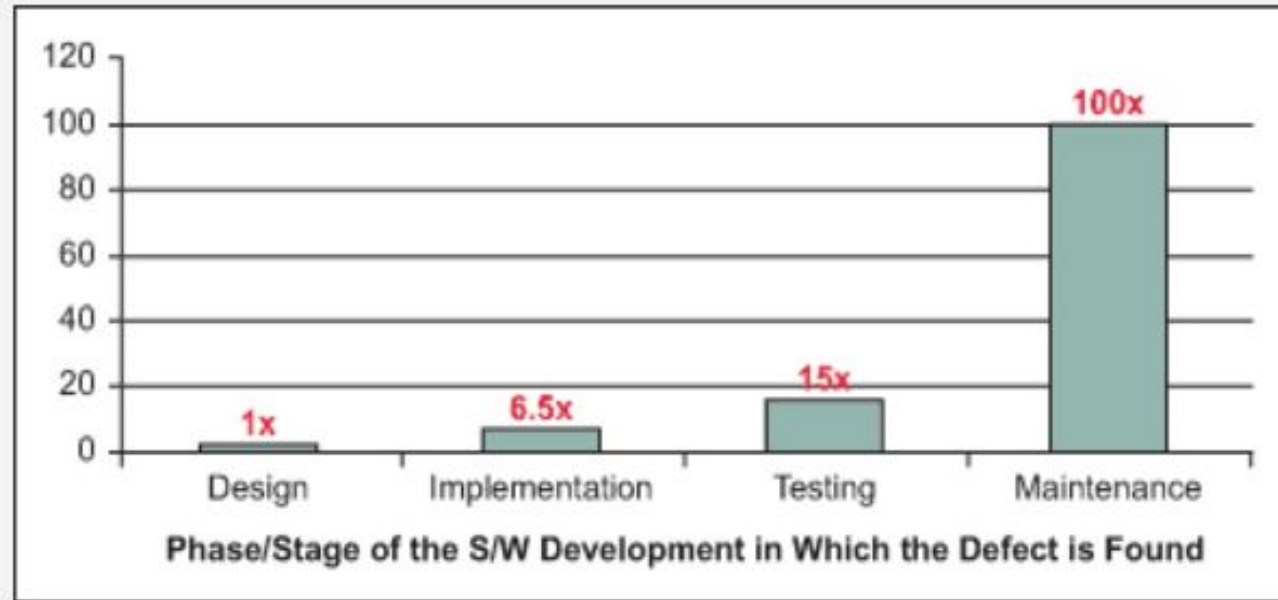 120
100
80
60
40
20
0
1x
6.5x
15x
100x
Design Implementation Testing Maintenance
Phase/Stage of the S/W Development in Which the Defect is Found